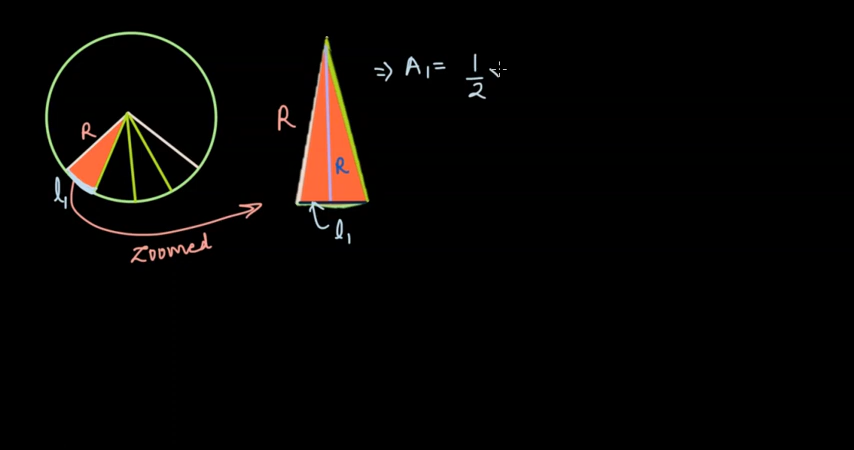 R
l₁
Zoomed
R
R
l₁
⇒ A₁ = 1/2